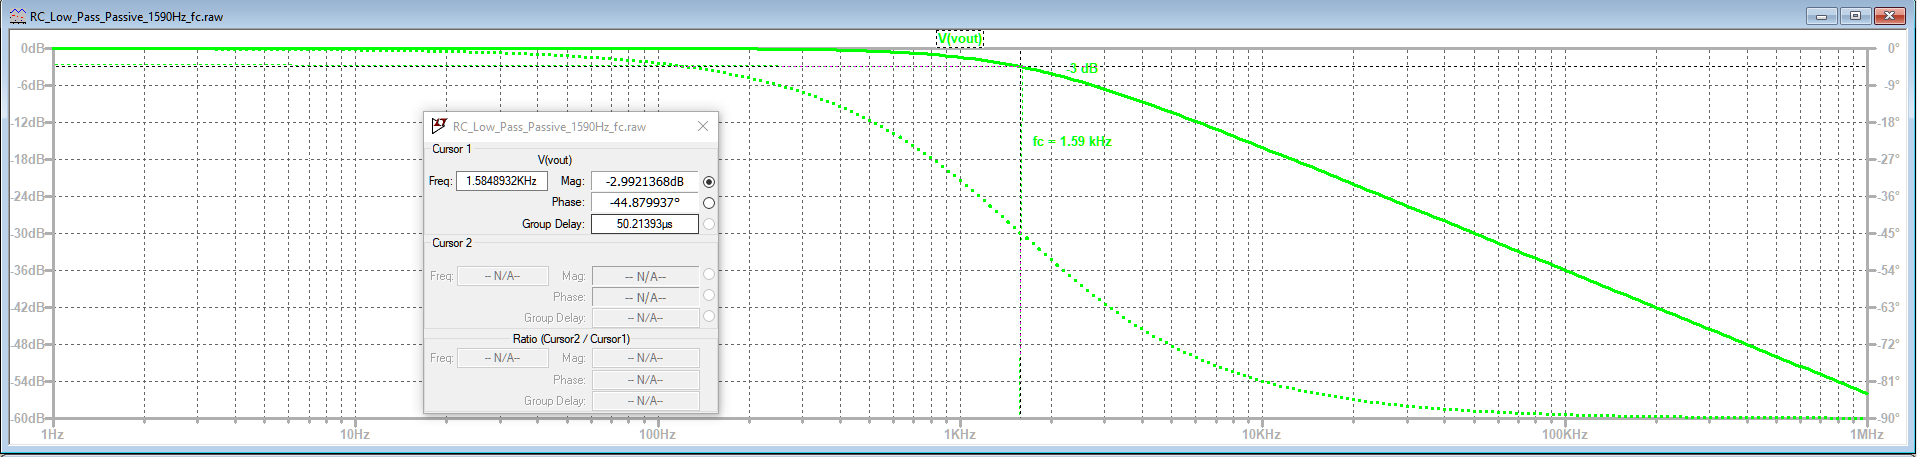 RC_Low_Pass_Passive_1590Hz_fc.raw
V(vout)
0dB
-6dB
-12dB
-18dB
-24dB
-30dB
-36dB
-42dB
-48dB
-54dB
-60dB
-3 dB
fc = 1.59 kHz
RC_Low_Pass_Passive_1590Hz_fc.raw
Cursor 1
V(vout)
Freq: 1.5848932KHz Mag: -2.9921368dB
Phase: -44.879937°
Group Delay: 50.21393µs
Cursor 2
Freq: -- N/A-- Mag: -- N/A--
Phase: -- N/A--
Group Delay: -- N/A--
Ratio (Cursor2 / Cursor1)
Freq: -- N/A-- Mag: -- N/A--
Phase: -- N/A--
Group Delay: -- N/A--
0°
-9°
-18°
-27°
-36°
-45°
-54°
-63°
-72°
-81°
-90°
1Hz 10Hz 100Hz 1KHz 10KHz 100KHz 1MHz